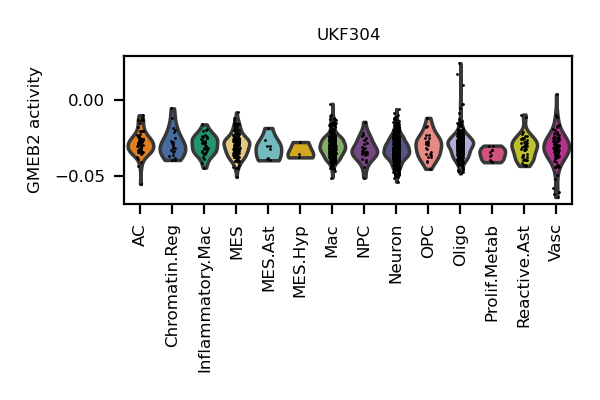 UKF304
GMEB2 activity
0.00
−0.05
AC
Chromatin.Reg
Inflammatory.Mac
MES
MES.Ast
MES.Hyp
Mac
NPC
Neuron
OPC
Oligo
Prolif.Metab
Reactive.Ast
Vasc